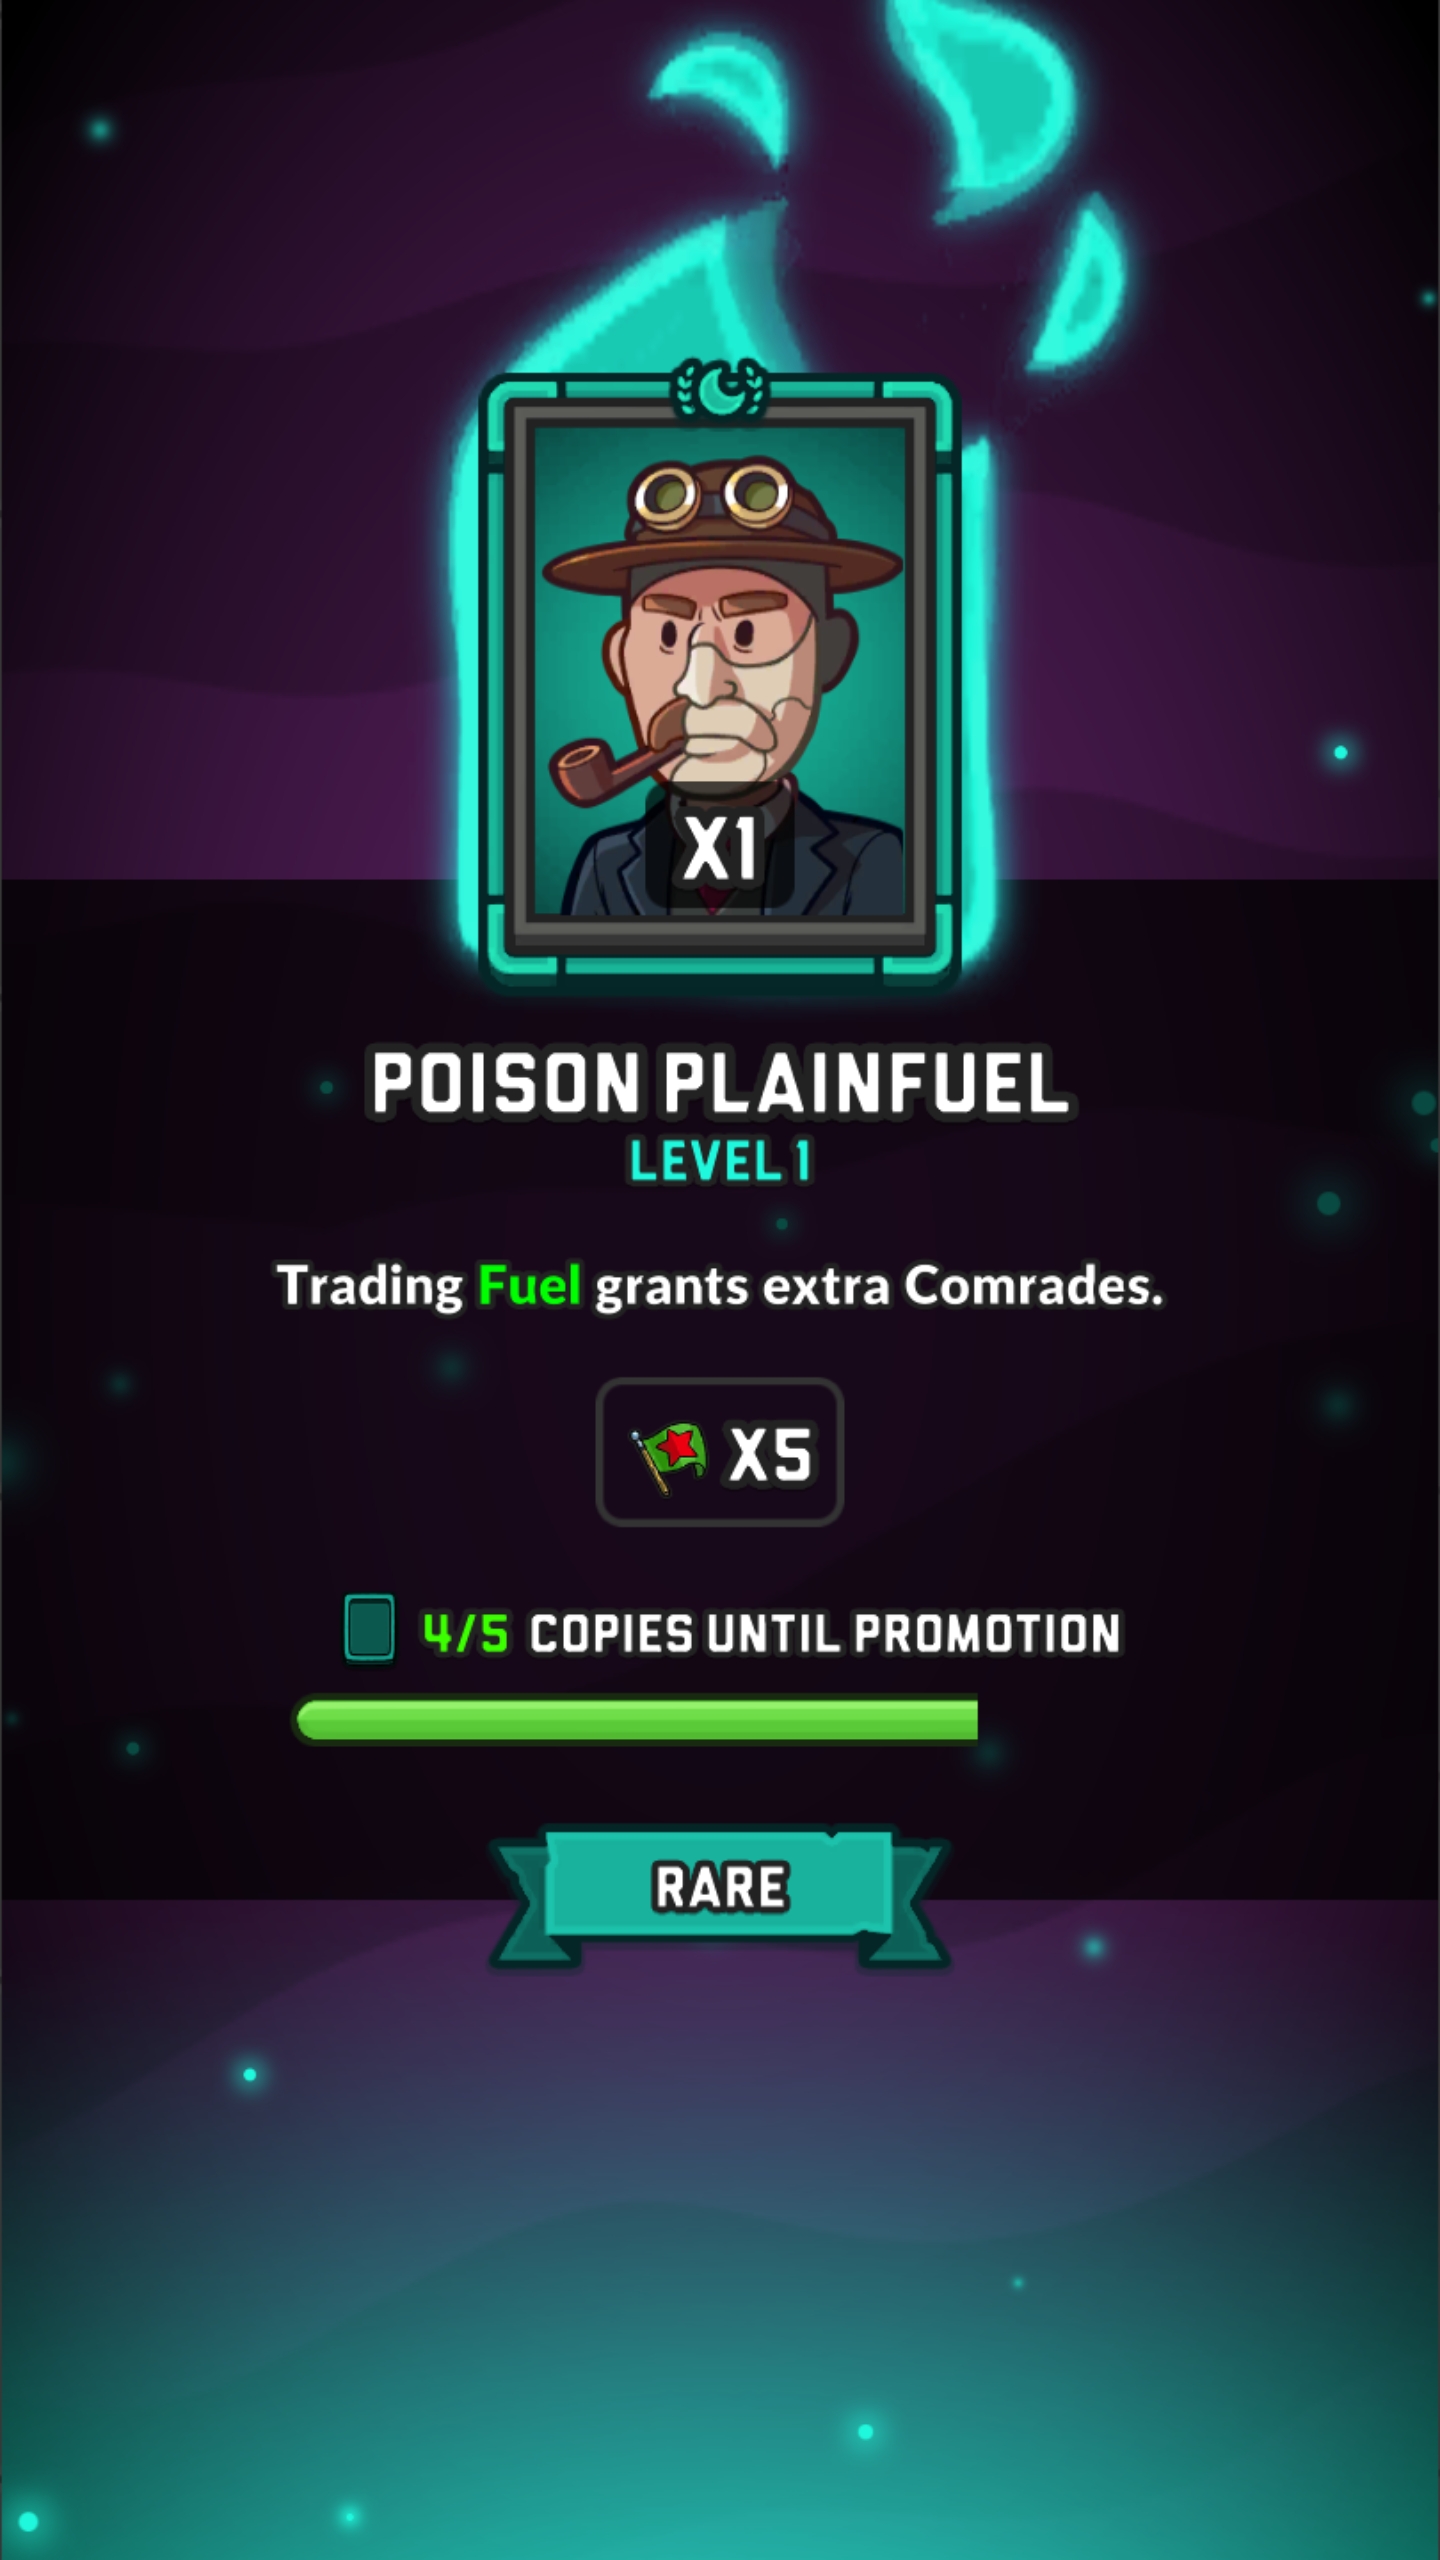 X1
POISON PLAINFUEL
LEVEL 1
Trading Fuel grants extra Comrades.
X5
4/5 COPIES UNTIL PROMOTION
RARE